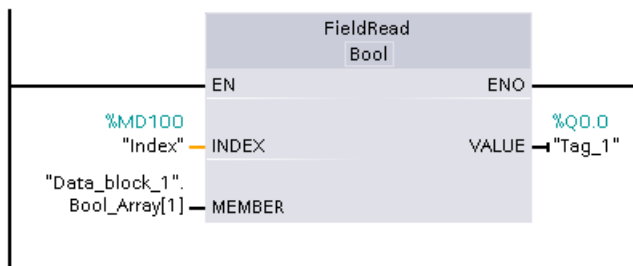 FieldRead
Bool
EN ENO
%MD100 %Q0.0
"Index" INDEX VALUE "Tag_1"
"Data_block_1".
Bool_Array[1] MEMBER